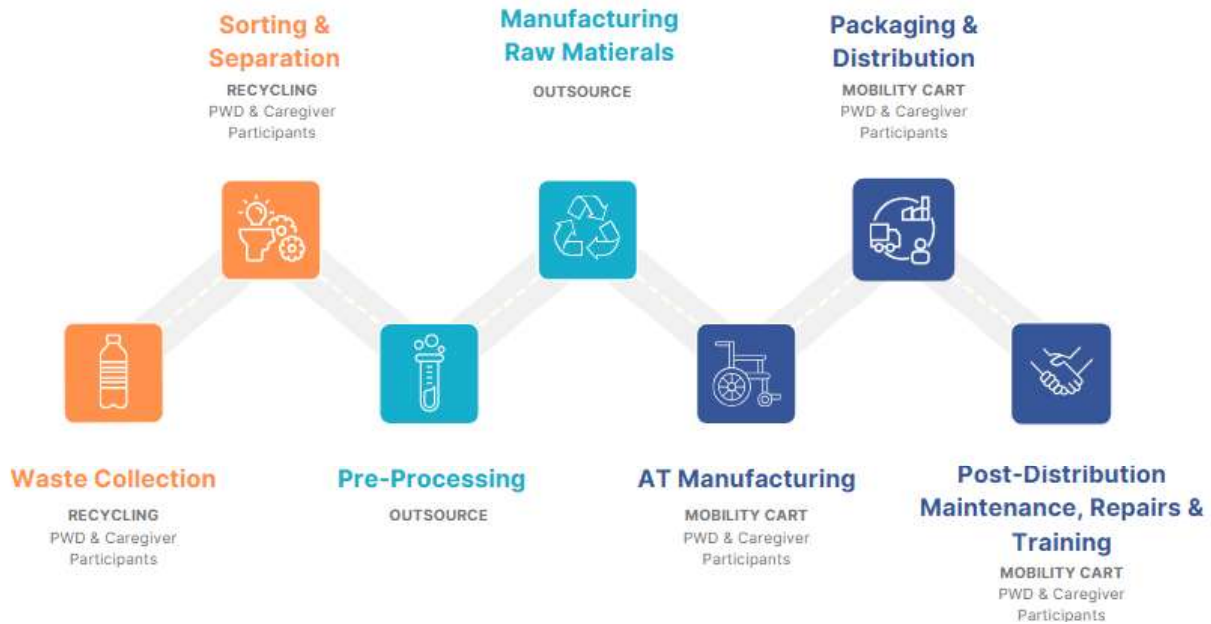 Sorting &
Separation
RECYCLING
PWD & Caregiver
Participants
Manufacturing
Raw Matierals
OUTSOURCE
Packaging &
Distribution
MOBILITY CART
PWD & Caregiver
Participants
Waste Collection
RECYCLING
PWD & Caregiver
Participants
Pre-Processing
OUTSOURCE
AT Manufacturing
MOBILITY CART
PWD & Caregiver
Participants
Post-Distribution
Maintenance, Repairs &
Training
MOBILITY CART
PWD & Caregiver
Participants